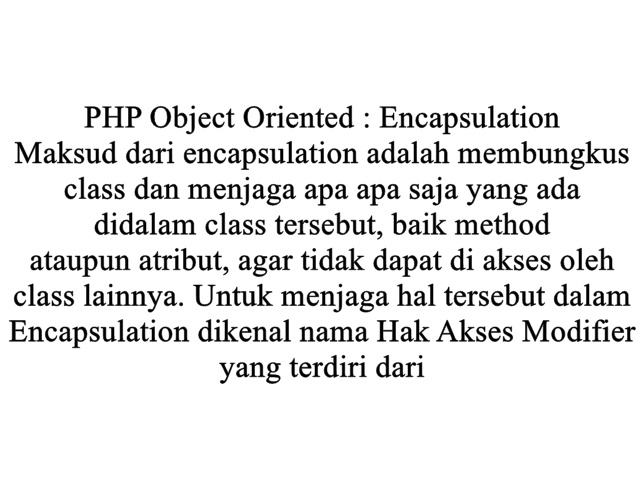 PHP Object Oriented : Encapsulation
Maksud dari encapsulation adalah membungkus
class dan menjaga apa apa saja yang ada
didalam class tersebut, baik method
ataupun atribut, agar tidak dapat di akses oleh
class lainnya. Untuk menjaga hal tersebut dalam
Encapsulation dikenal nama Hak Akses Modifier
yang terdiri dari